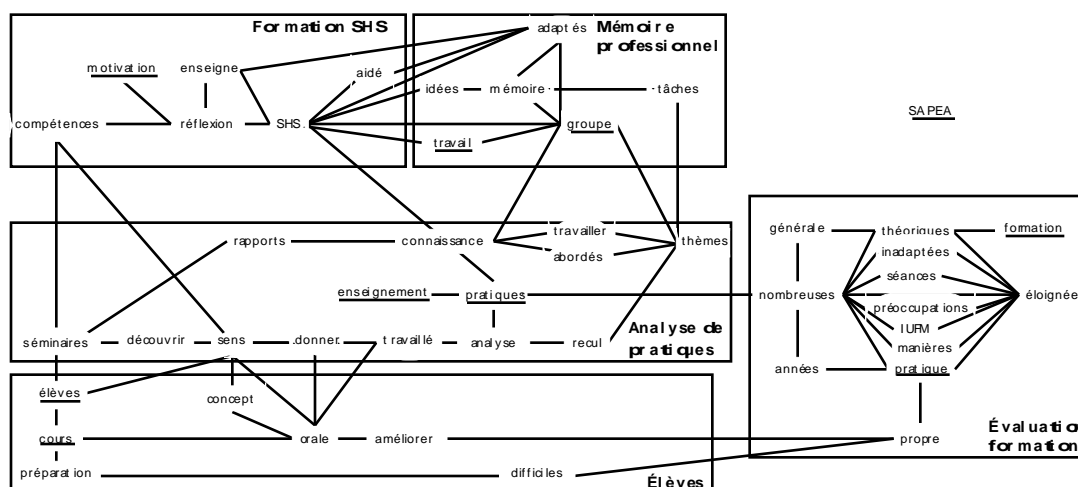 Formation SHS
adaptés
Mémoire
professionnel
motivation
enseigne
aidé
idées
mémoire
tâches
compétences
réflexion
SHS.
travail
groupe
SAPEA
rapports
connaissance
travailler
abordés
thèmes
enseignement
pratiques
séminaires
découvrir
sens
donner
travaillé
analyse
recul
Analyse de
pratiques
générale
théoriques
formation
inadaptées
séances
nombreuses
préoccupations
éloignée
IUFM
manières
années
pratique
propre
Évaluation
formation
élèves
concept
cours
orale
améliorer
préparation
difficiles
Élèves